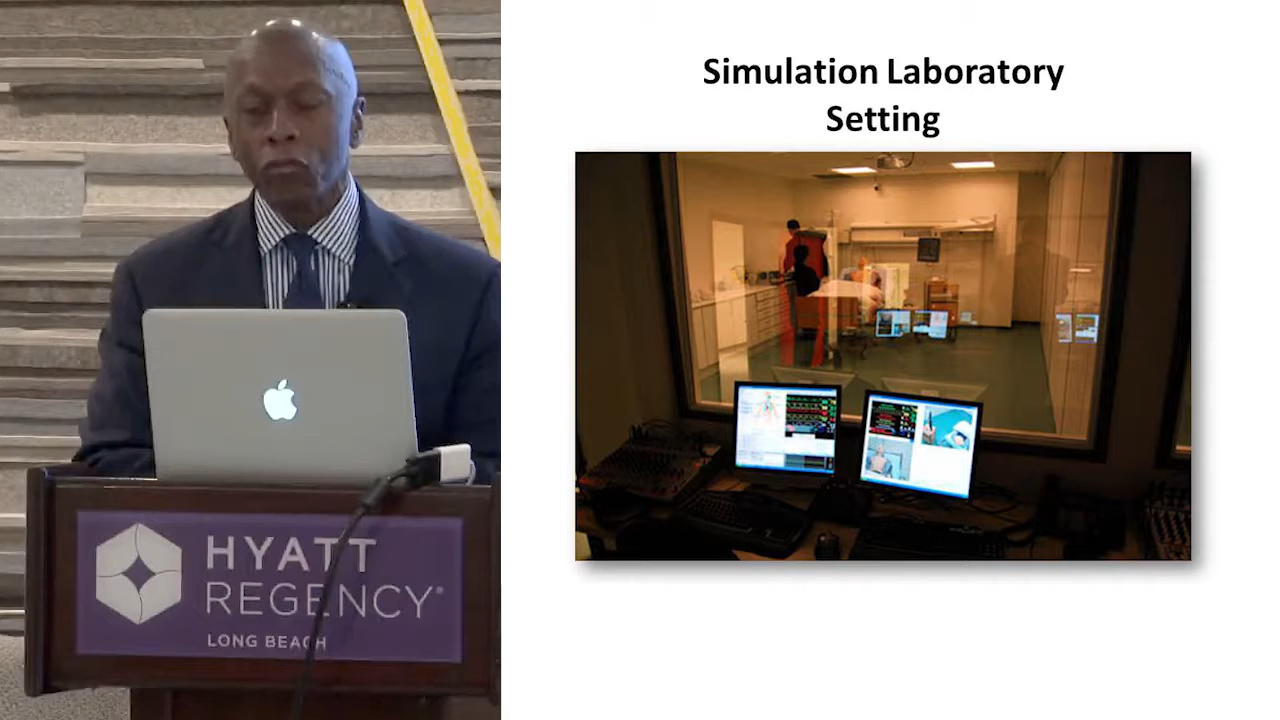 Simulation Laboratory
Setting
HYATT
REGENCY®
LONG BEACH